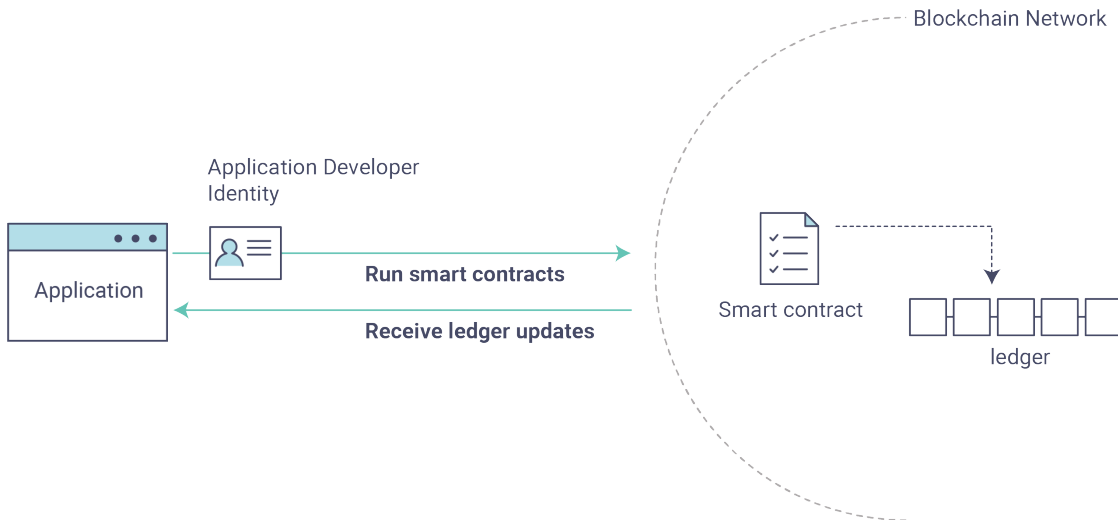 Blockchain Network
Application Developer
Identity
Application
Run smart contracts
Receive ledger updates
Smart contract
ledger